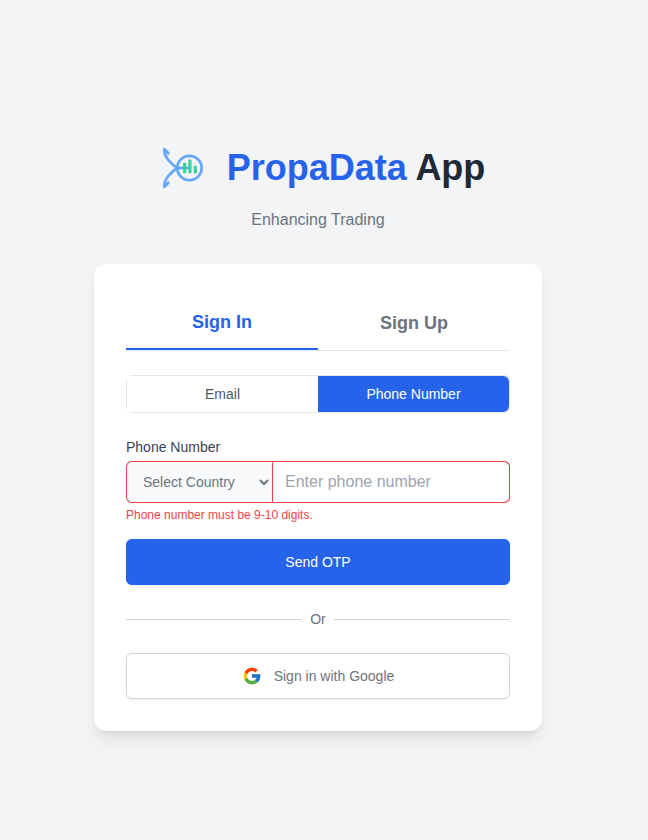 PropaData App
Enhancing Trading
Sign In
Sign Up
Email
Phone Number
Phone Number
Select Country
Enter phone number
Phone number must be 9-10 digits.
Send OTP
Or
Sign in with Google